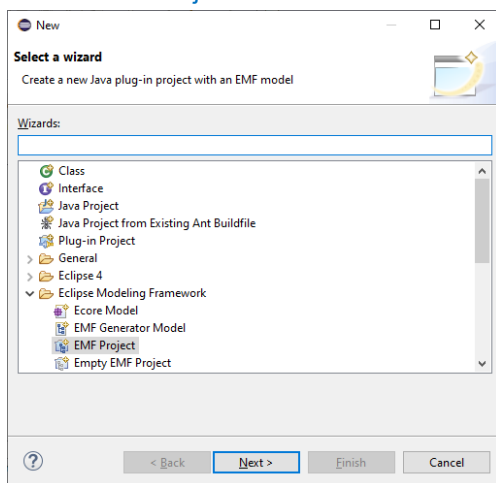 New
Select a wizard
Create a new Java plug-in project with an EMF model
Wizards:
Class
Interface
Java Project
Java Project from Existing Ant Buildfile
Plug-in Project
General
Eclipse 4
Eclipse Modeling Framework
Ecore Model
EMF Generator Model
EMF Project
Empty EMF Project
? < Back Next > Finish Cancel